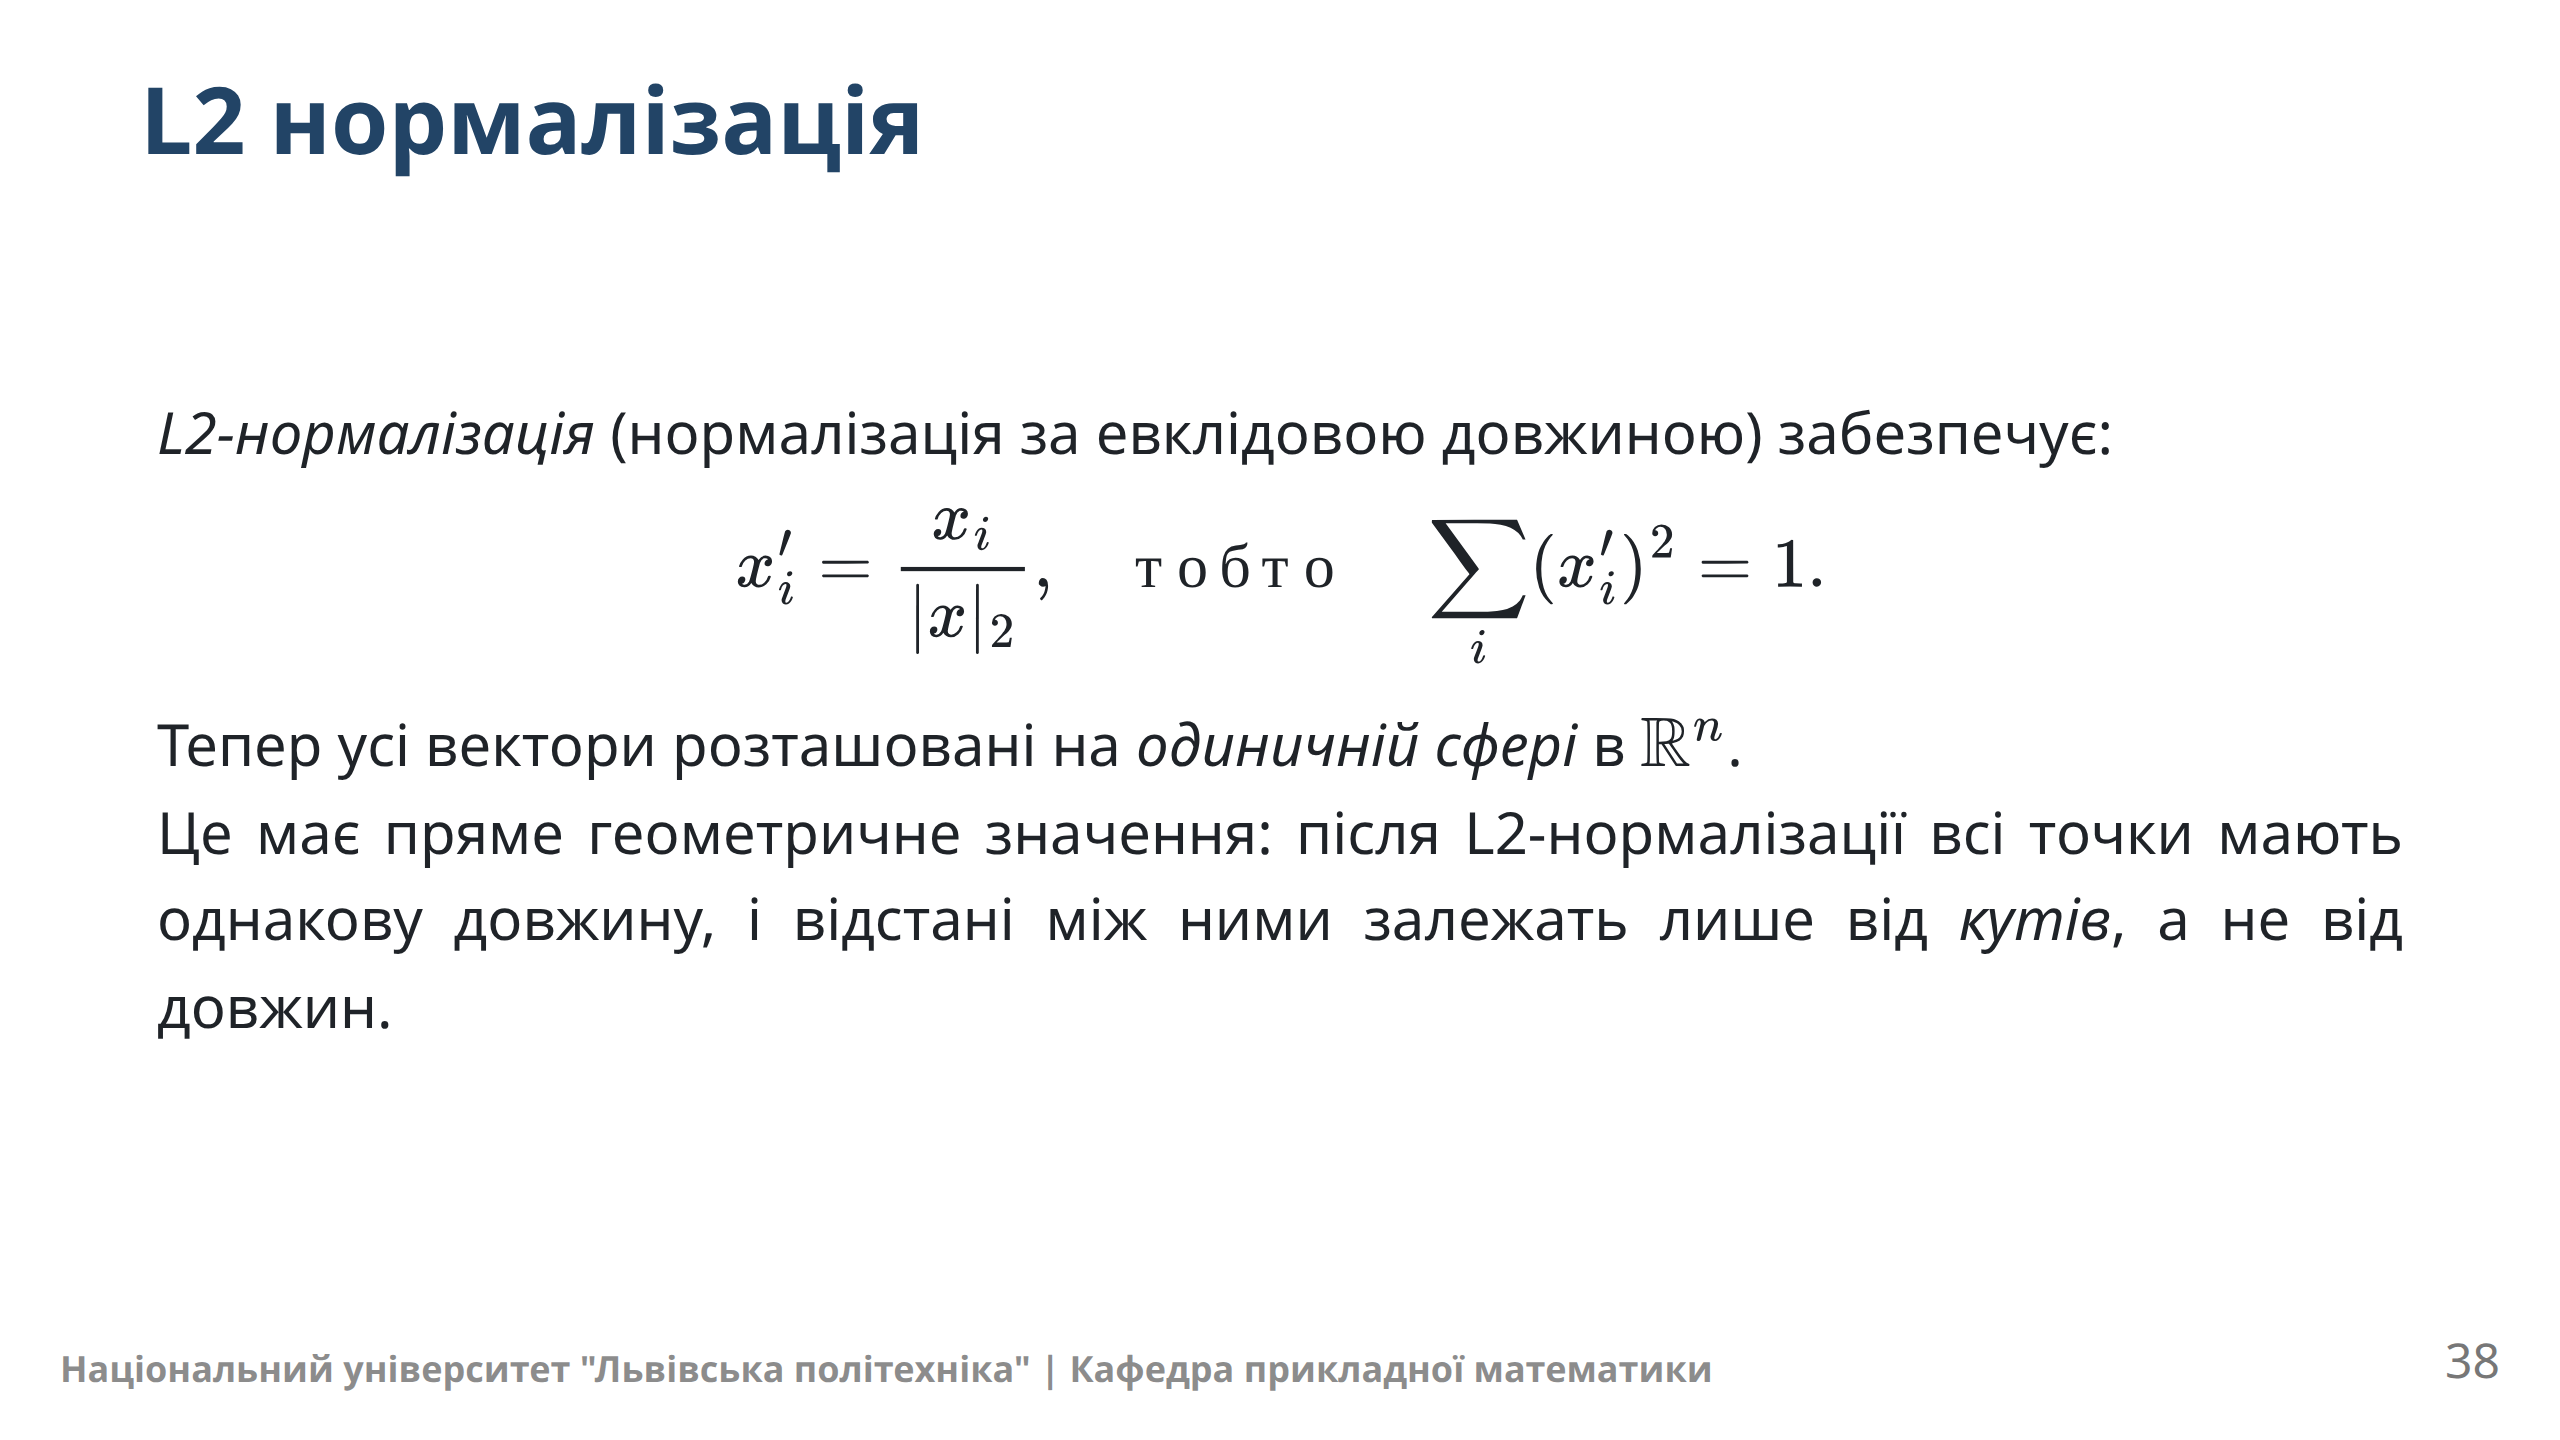 L2 нормалізація
L2-нормалізація (нормалізація за евклідовою довжиною) забезпечує:
x′_i = x_i / |x|_2 , тобто ∑_i (x′_i)^2 = 1.
Тепер усі вектори розташовані на одиничній сфері в ℝ^n.
Це має пряме геометричне значення: після L2-нормалізації всі точки мають
однакову довжину, і відстані між ними залежать лише від кутів, а не від
довжин.
Національний університет "Львівська політехніка" | Кафедра прикладної математики
38